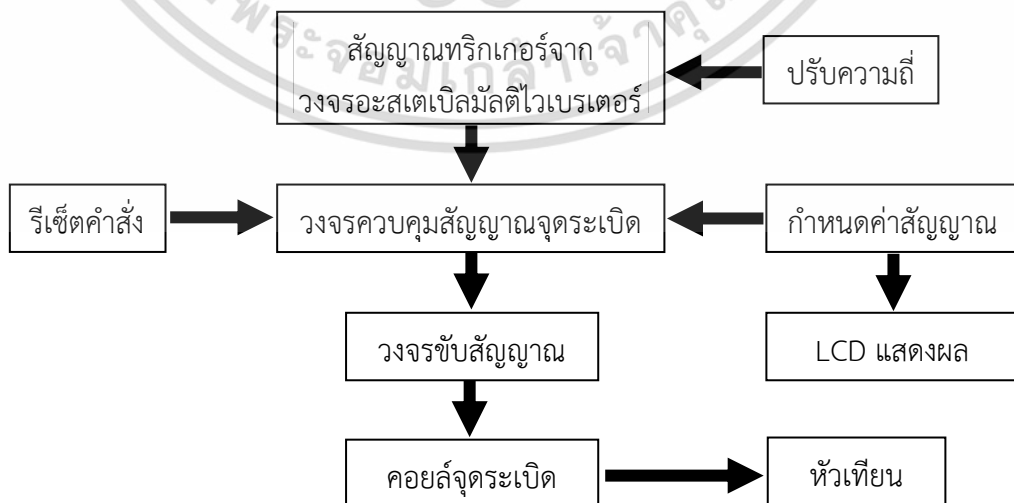 สัญญาณทริกเกอร์จาก
วงจรอะสเตเบิลมัลติไวเบรเตอร์
ปรับความถี่
รีเซ็ตคำสั่ง
วงจรควบคุมสัญญาณจุดระเบิด
กำหนดค่าสัญญาณ
วงจรขับสัญญาณ
LCD แสดงผล
คอยล์จุดระเบิด
หัวเทียน